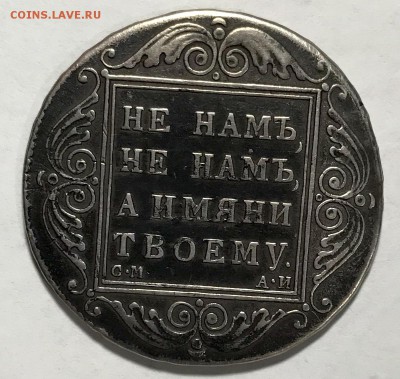 COINS.LAVE.RU
НЕ НАМЪ,
НЕ НАМЪ,
А ИМЯНИ
ТВОЕМУ.
С·М А·И